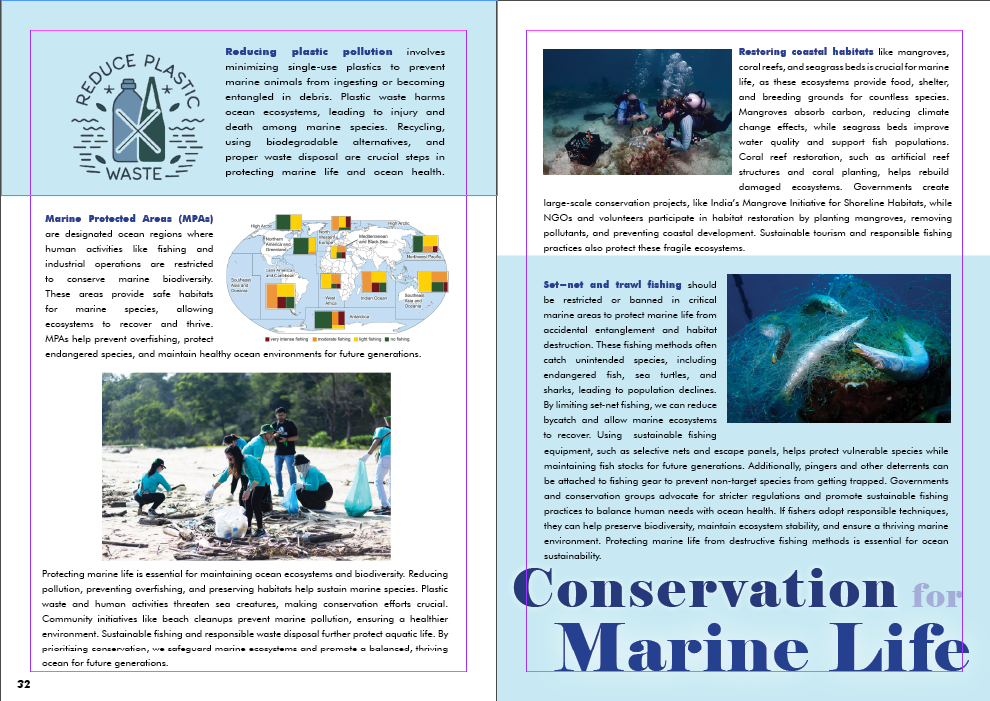 REDUCE PLASTIC
WASTE
Reducing plastic pollution involves
minimizing single-use plastics to prevent
marine animals from ingesting or becoming
entangled in debris. Plastic waste harms
ocean ecosystems, leading to injury and
death among marine species. Recycling,
using biodegradable alternatives, and
proper waste disposal are crucial steps in
protecting marine life and ocean health.
Marine Protected Areas (MPAs)
are designated ocean regions where
human activities like fishing and
industrial operations are restricted
to conserve marine biodiversity.
These areas provide safe habitats
for marine species, allowing
ecosystems to recover and thrive.
MPAs help prevent overfishing, protect
endangered species, and maintain healthy ocean environments for future generations.
High Arctic
High Arctic
Northern
America and
Greenland
North
Western
Europe
Mediterranean
and Black Sea
Northwest Pacific
Latin America
and Caribbean
Southeast
Asia and
Oceania
West
Africa
Indian Ocean
Southeast
Asia and
Oceania
Antarctica
very intense fishing moderate fishing light fishing no fishing
Protecting marine life is essential for maintaining ocean ecosystems and biodiversity. Reducing
pollution, preventing overfishing, and preserving habitats help sustain marine species. Plastic
waste and human activities threaten sea creatures, making conservation efforts crucial.
Community initiatives like beach cleanups prevent marine pollution, ensuring a healthier
environment. Sustainable fishing and responsible waste disposal further protect aquatic life. By
prioritizing conservation, we safeguard marine ecosystems and promote a balanced, thriving
ocean for future generations.
32
Restoring coastal habitats like mangroves,
coral reefs, and seagrass beds is crucial for marine
life, as these ecosystems provide food, shelter,
and breeding grounds for countless species.
Mangroves absorb carbon, reducing climate
change effects, while seagrass beds improve
water quality and support fish populations.
Coral reef restoration, such as artificial reef
structures and coral planting, helps rebuild
damaged ecosystems. Governments create
large-scale conservation projects, like India's Mangrove Initiative for Shoreline Habitats, while
NGOs and volunteers participate in habitat restoration by planting mangroves, removing
pollutants, and preventing coastal development. Sustainable tourism and responsible fishing
practices also protect these fragile ecosystems.
Set-net and trawl fishing should
be restricted or banned in critical
marine areas to protect marine life from
accidental entanglement and habitat
destruction. These fishing methods often
catch unintended species, including
endangered fish, sea turtles, and
sharks, leading to population declines.
By limiting set-net fishing, we can reduce
bycatch and allow marine ecosystems
to recover. Using sustainable fishing
equipment, such as selective nets and escape panels, helps protect vulnerable species while
maintaining fish stocks for future generations. Additionally, pingers and other deterrents can
be attached to fishing gear to prevent non-target species from getting trapped. Governments
and conservation groups advocate for stricter regulations and promote sustainable fishing
practices to balance human needs with ocean health. If fishers adopt responsible techniques,
they can help preserve biodiversity, maintain ecosystem stability, and ensure a thriving marine
environment. Protecting marine life from destructive fishing methods is essential for ocean
sustainability.
Conservation for
Marine Life